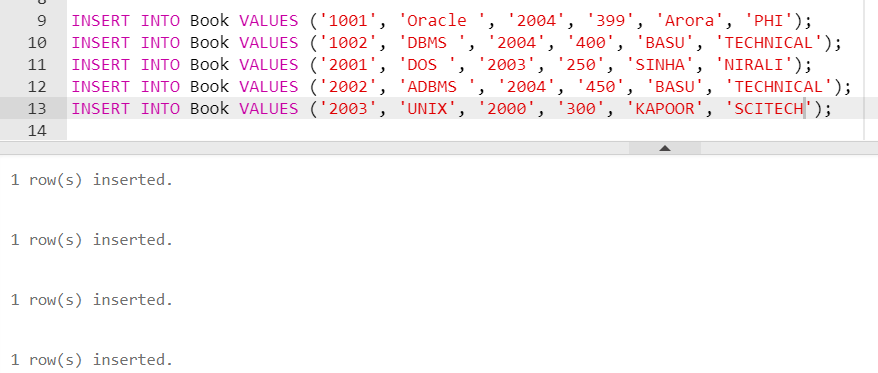 9 INSERT INTO Book VALUES ('1001', 'Oracle ', '2004', '399', 'Arora', 'PHI');
10 INSERT INTO Book VALUES ('1002', 'DBMS ', '2004', '400', 'BASU', 'TECHNICAL');
11 INSERT INTO Book VALUES ('2001', 'DOS ', '2003', '250', 'SINHA', 'NIRALI');
12 INSERT INTO Book VALUES ('2002', 'ADBMS ', '2004', '450', 'BASU', 'TECHNICAL');
13 INSERT INTO Book VALUES ('2003', 'UNIX', '2000', '300', 'KAPOOR', 'SCITECH');
14
1 row(s) inserted.
1 row(s) inserted.
1 row(s) inserted.
1 row(s) inserted.